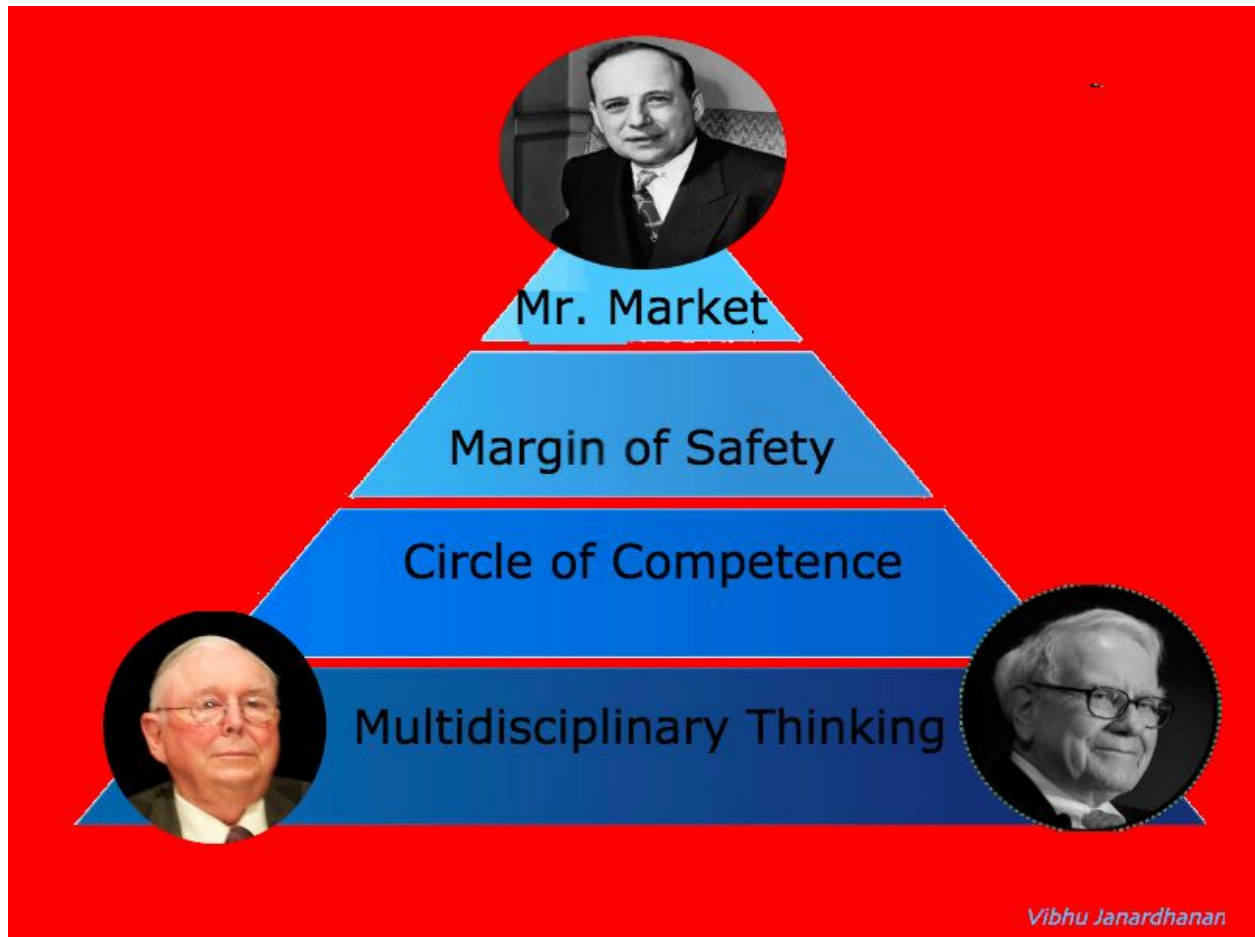 Mr. Market
Margin of Safety
Circle of Competence
Multidisciplinary Thinking
Vibhu Janardhanan